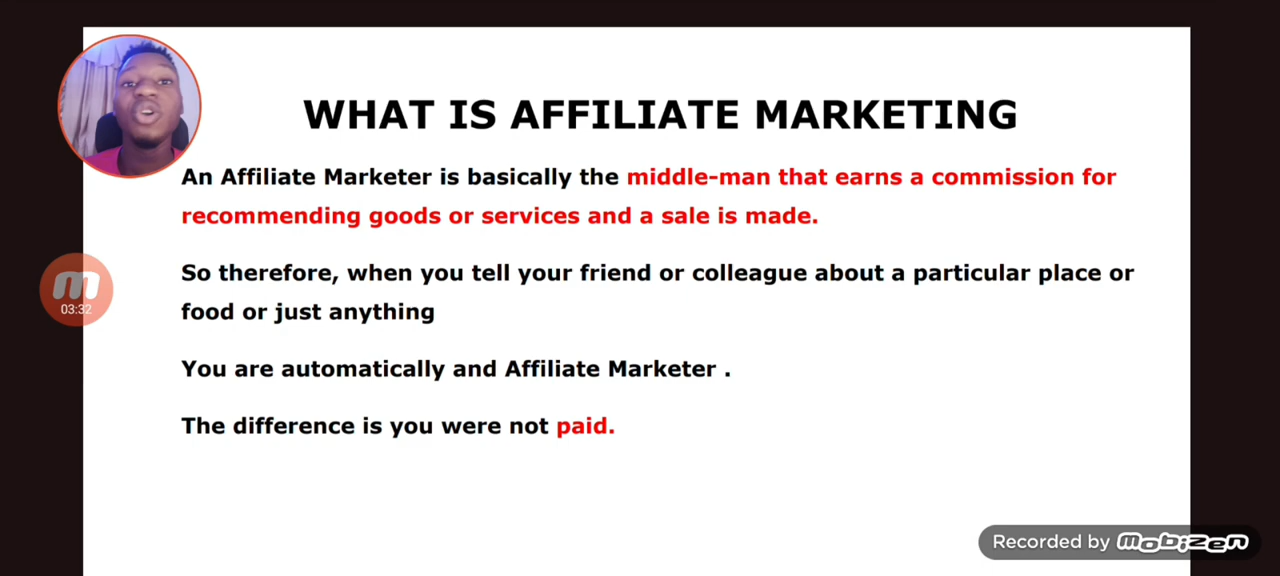 WHAT IS AFFILIATE MARKETING
An Affiliate Marketer is basically the middle-man that earns a commission for
recommending goods or services and a sale is made.
So therefore, when you tell your friend or colleague about a particular place or
food or just anything
03:32
You are automatically and Affiliate Marketer .
The difference is you were not paid.
Recorded by mobizen